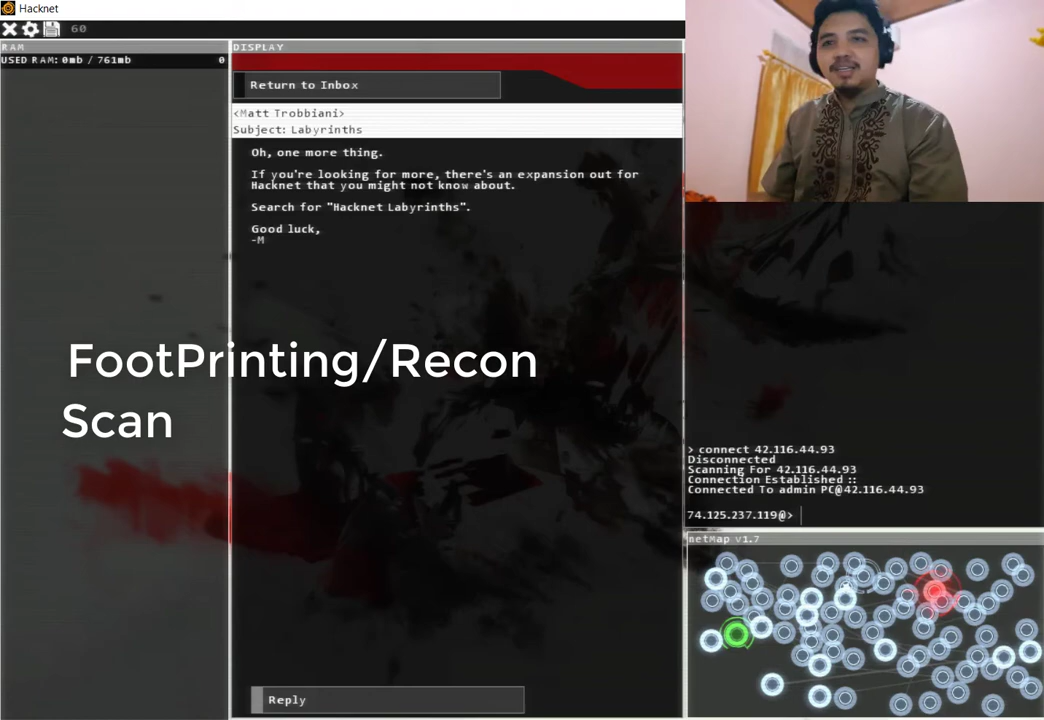 Hacknet
60
RAM
USED RAM: 0mb / 761mb 0
DISPLAY
Return to Inbox
<Matt Trobbiani>
Subject: Labyrinths
Oh, one more thing.
If you're looking for more, there's an expansion out for
Hacknet that you might not know about.
Search for "Hacknet Labyrinths".
Good luck,
-M
FootPrinting/Recon
Scan
Reply
> connect 42.116.44.93
Disconnected
Scanning For 42.116.44.93
Connection Established ::
Connected To admin PC@42.116.44.93
74.125.237.119@>
netMap v1.7